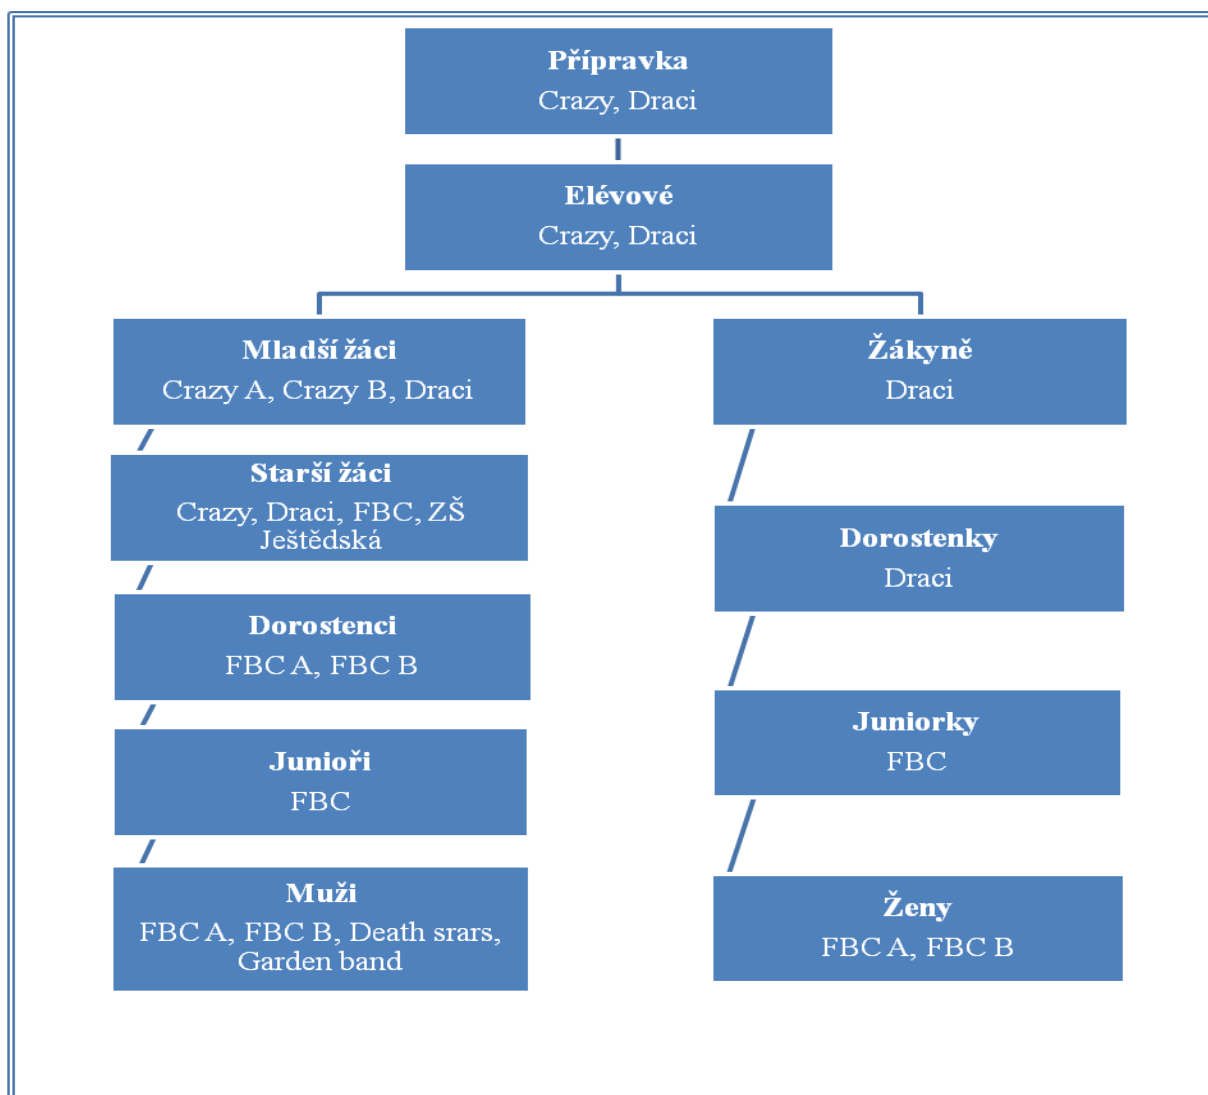 Přípravka
Crazy, Draci
Elévové
Crazy, Draci
Mladší žáci
Crazy A, Crazy B, Draci
Starší žáci
Crazy, Draci, FBC, ZŠ
Ještědská
Dorostenci
FBC A, FBC B
Junioři
FBC
Muži
FBC A, FBC B, Death srars,
Garden band
Žákyně
Draci
Dorostenky
Draci
Juniorky
FBC
Ženy
FBC A, FBC B